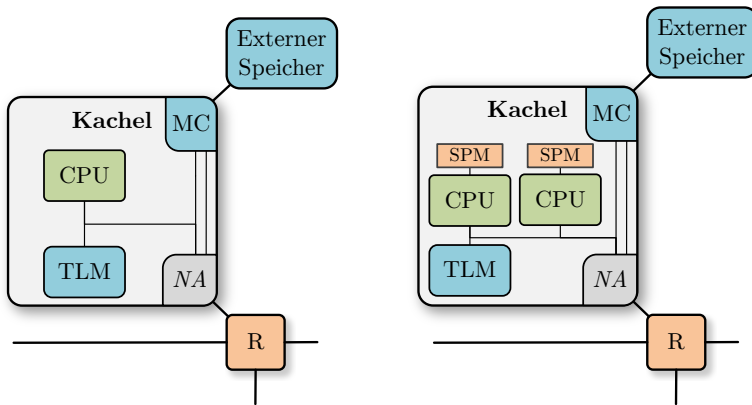 Externer
Speicher
Kachel
MC
CPU
TLM
NA
R
Externer
Speicher
Kachel
MC
SPM
SPM
CPU
CPU
TLM
NA
R